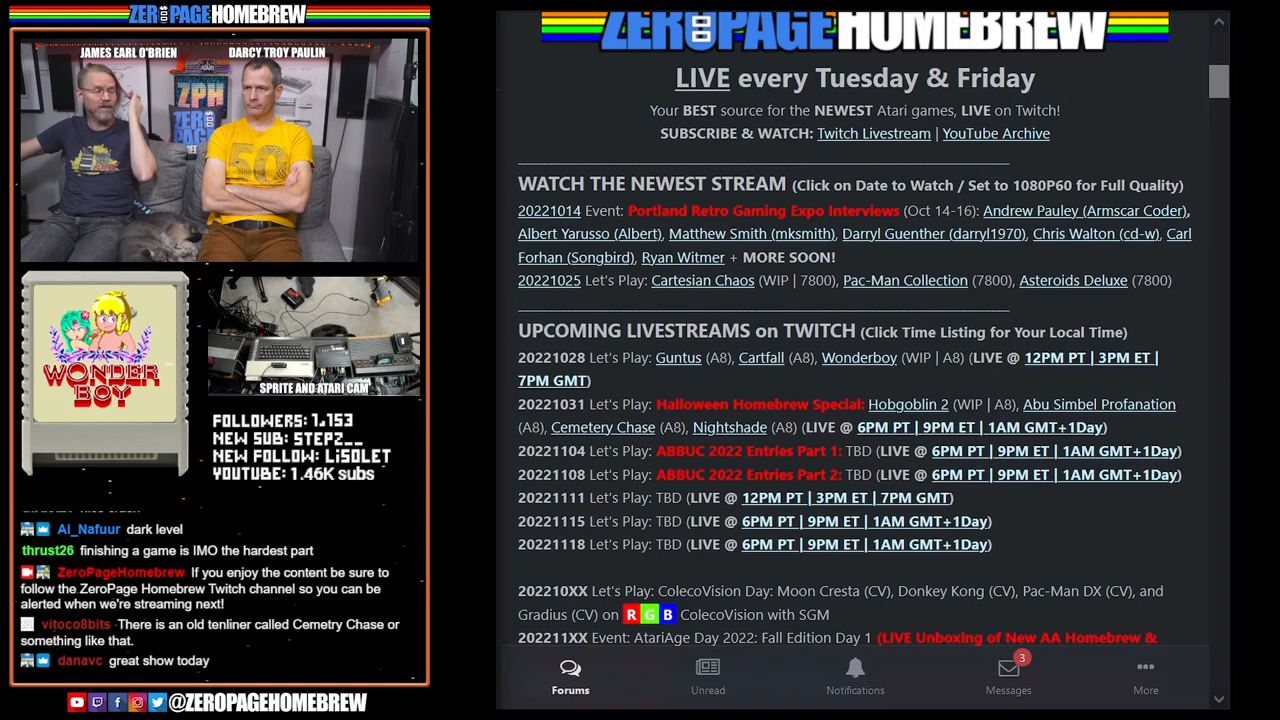 ZEROPAGE HOMEBREW
JAMES EARL O'BRIEN
DARCY TROY PAULIN
ZPH
50
WONDER
BOY
SPRITE AND ATARI CAM
FOLLOWERS: 1,153
NEW SUB: STEP2__
NEW FOLLOW: LiSOLET
YOUTUBE: 1.46K subs
Al_Nafuur dark level
thrust26 finishing a game is IMO the hardest part
ZeroPageHomebrew If you enjoy the content be sure to
follow the ZeroPage Homebrew Twitch channel so you can be
alerted when we're streaming next!
vitoco8bits There is an old tenliner called Cemetry Chase or
something like that.
danavc great show today
@ZEROPAGEHOMEBREW
ZEROPAGE HOMEBREW
LIVE every Tuesday & Friday
Your BEST source for the NEWEST Atari games, LIVE on Twitch!
SUBSCRIBE & WATCH: Twitch Livestream | YouTube Archive
WATCH THE NEWEST STREAM (Click on Date to Watch / Set to 1080P60 for Full Quality)
20221014 Event: Portland Retro Gaming Expo Interviews (Oct 14-16): Andrew Pauley (Armscar Coder),
Albert Yarusso (Albert), Matthew Smith (mksmith), Darryl Guenther (darryl1970), Chris Walton (cd-w), Carl
Forhan (Songbird), Ryan Witmer + MORE SOON!
20221025 Let's Play: Cartesian Chaos (WIP | 7800), Pac-Man Collection (7800), Asteroids Deluxe (7800)
UPCOMING LIVESTREAMS on TWITCH (Click Time Listing for Your Local Time)
20221028 Let's Play: Guntus (A8), Cartfall (A8), Wonderboy (WIP | A8) (LIVE @ 12PM PT | 3PM ET |
7PM GMT)
20221031 Let's Play: Halloween Homebrew Special: Hobgoblin 2 (WIP | A8), Abu Simbel Profanation
(A8), Cemetery Chase (A8), Nightshade (A8) (LIVE @ 6PM PT | 9PM ET | 1AM GMT+1Day)
20221104 Let's Play: ABBUC 2022 Entries Part 1: TBD (LIVE @ 6PM PT | 9PM ET | 1AM GMT+1Day)
20221108 Let's Play: ABBUC 2022 Entries Part 2: TBD (LIVE @ 6PM PT | 9PM ET | 1AM GMT+1Day)
20221111 Let's Play: TBD (LIVE @ 12PM PT | 3PM ET | 7PM GMT)
20221115 Let's Play: TBD (LIVE @ 6PM PT | 9PM ET | 1AM GMT+1Day)
20221118 Let's Play: TBD (LIVE @ 6PM PT | 9PM ET | 1AM GMT+1Day)
202210XX Let's Play: ColecoVision Day: Moon Cresta (CV), Donkey Kong (CV), Pac-Man DX (CV), and
Gradius (CV) on R G B ColecoVision with SGM
202211XX Event: AtariAge Day 2022: Fall Edition Day 1 (LIVE Unboxing of New AA Homebrew &
3
Forums
Unread
Notifications
Messages
More